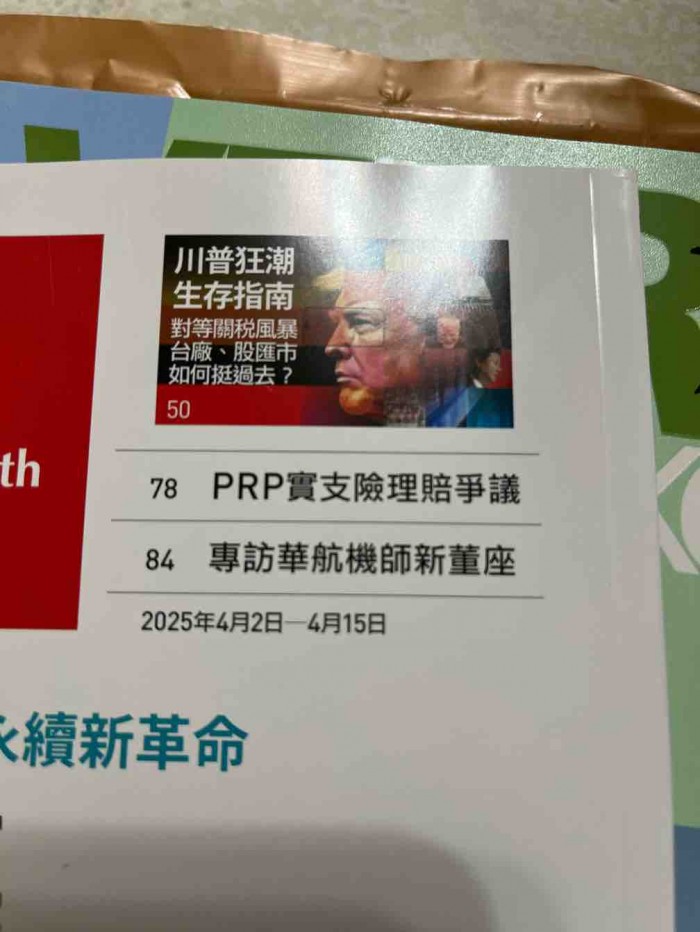 川普狂潮
生存指南
對等關税風暴
台廠、股匯市
如何挺過去？
50
th
78 PRP實支險理賠爭議
84 專訪華航機師新董座
2025年4月2日—4月15日
續新革命